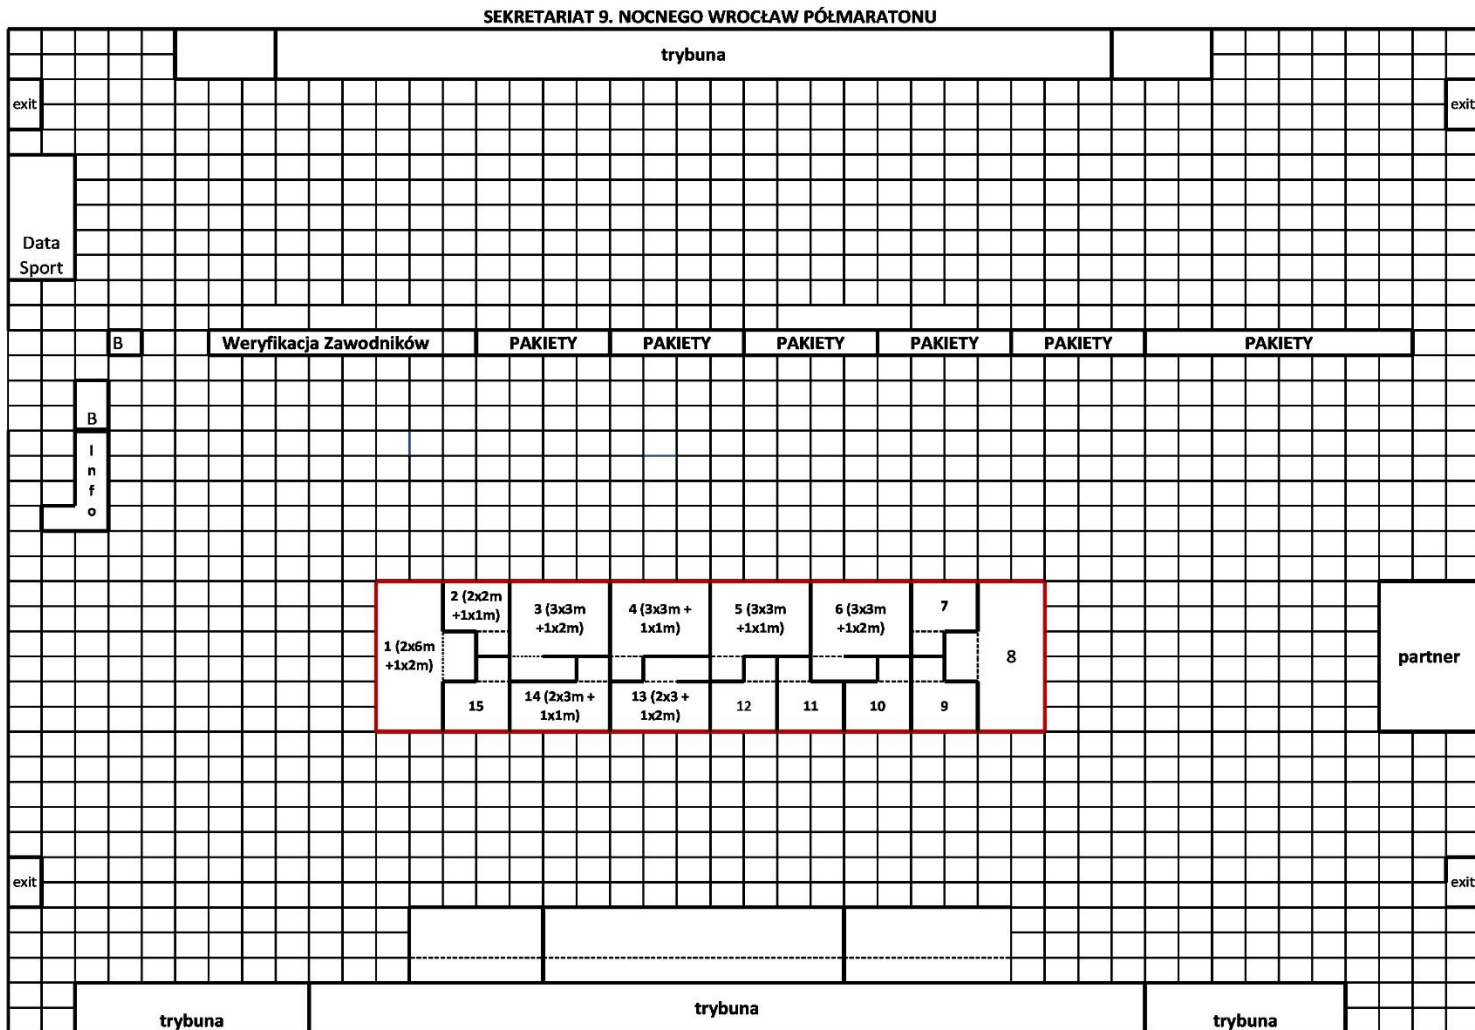 SEKRETARIAT 9. NOCNEGO WROCŁAW PÓŁMARATONU
trybuna
exit
exit
Data
Sport
B
Weryfikacja Zawodników
PAKIETY
PAKIETY
PAKIETY
PAKIETY
PAKIETY
PAKIETY
B
I
n
f
o
1 (2x6m
+1x2m)
2 (2x2m
+1x1m)
3 (3x3m
+1x2m)
4 (3x3m +
1x1m)
5 (3x3m
+1x1m)
6 (3x3m
+1x2m)
7
8
partner
15
14 (2x3m +
1x1m)
13 (2x3 +
1x2m)
12
11
10
9
exit
exit
trybuna
trybuna
trybuna